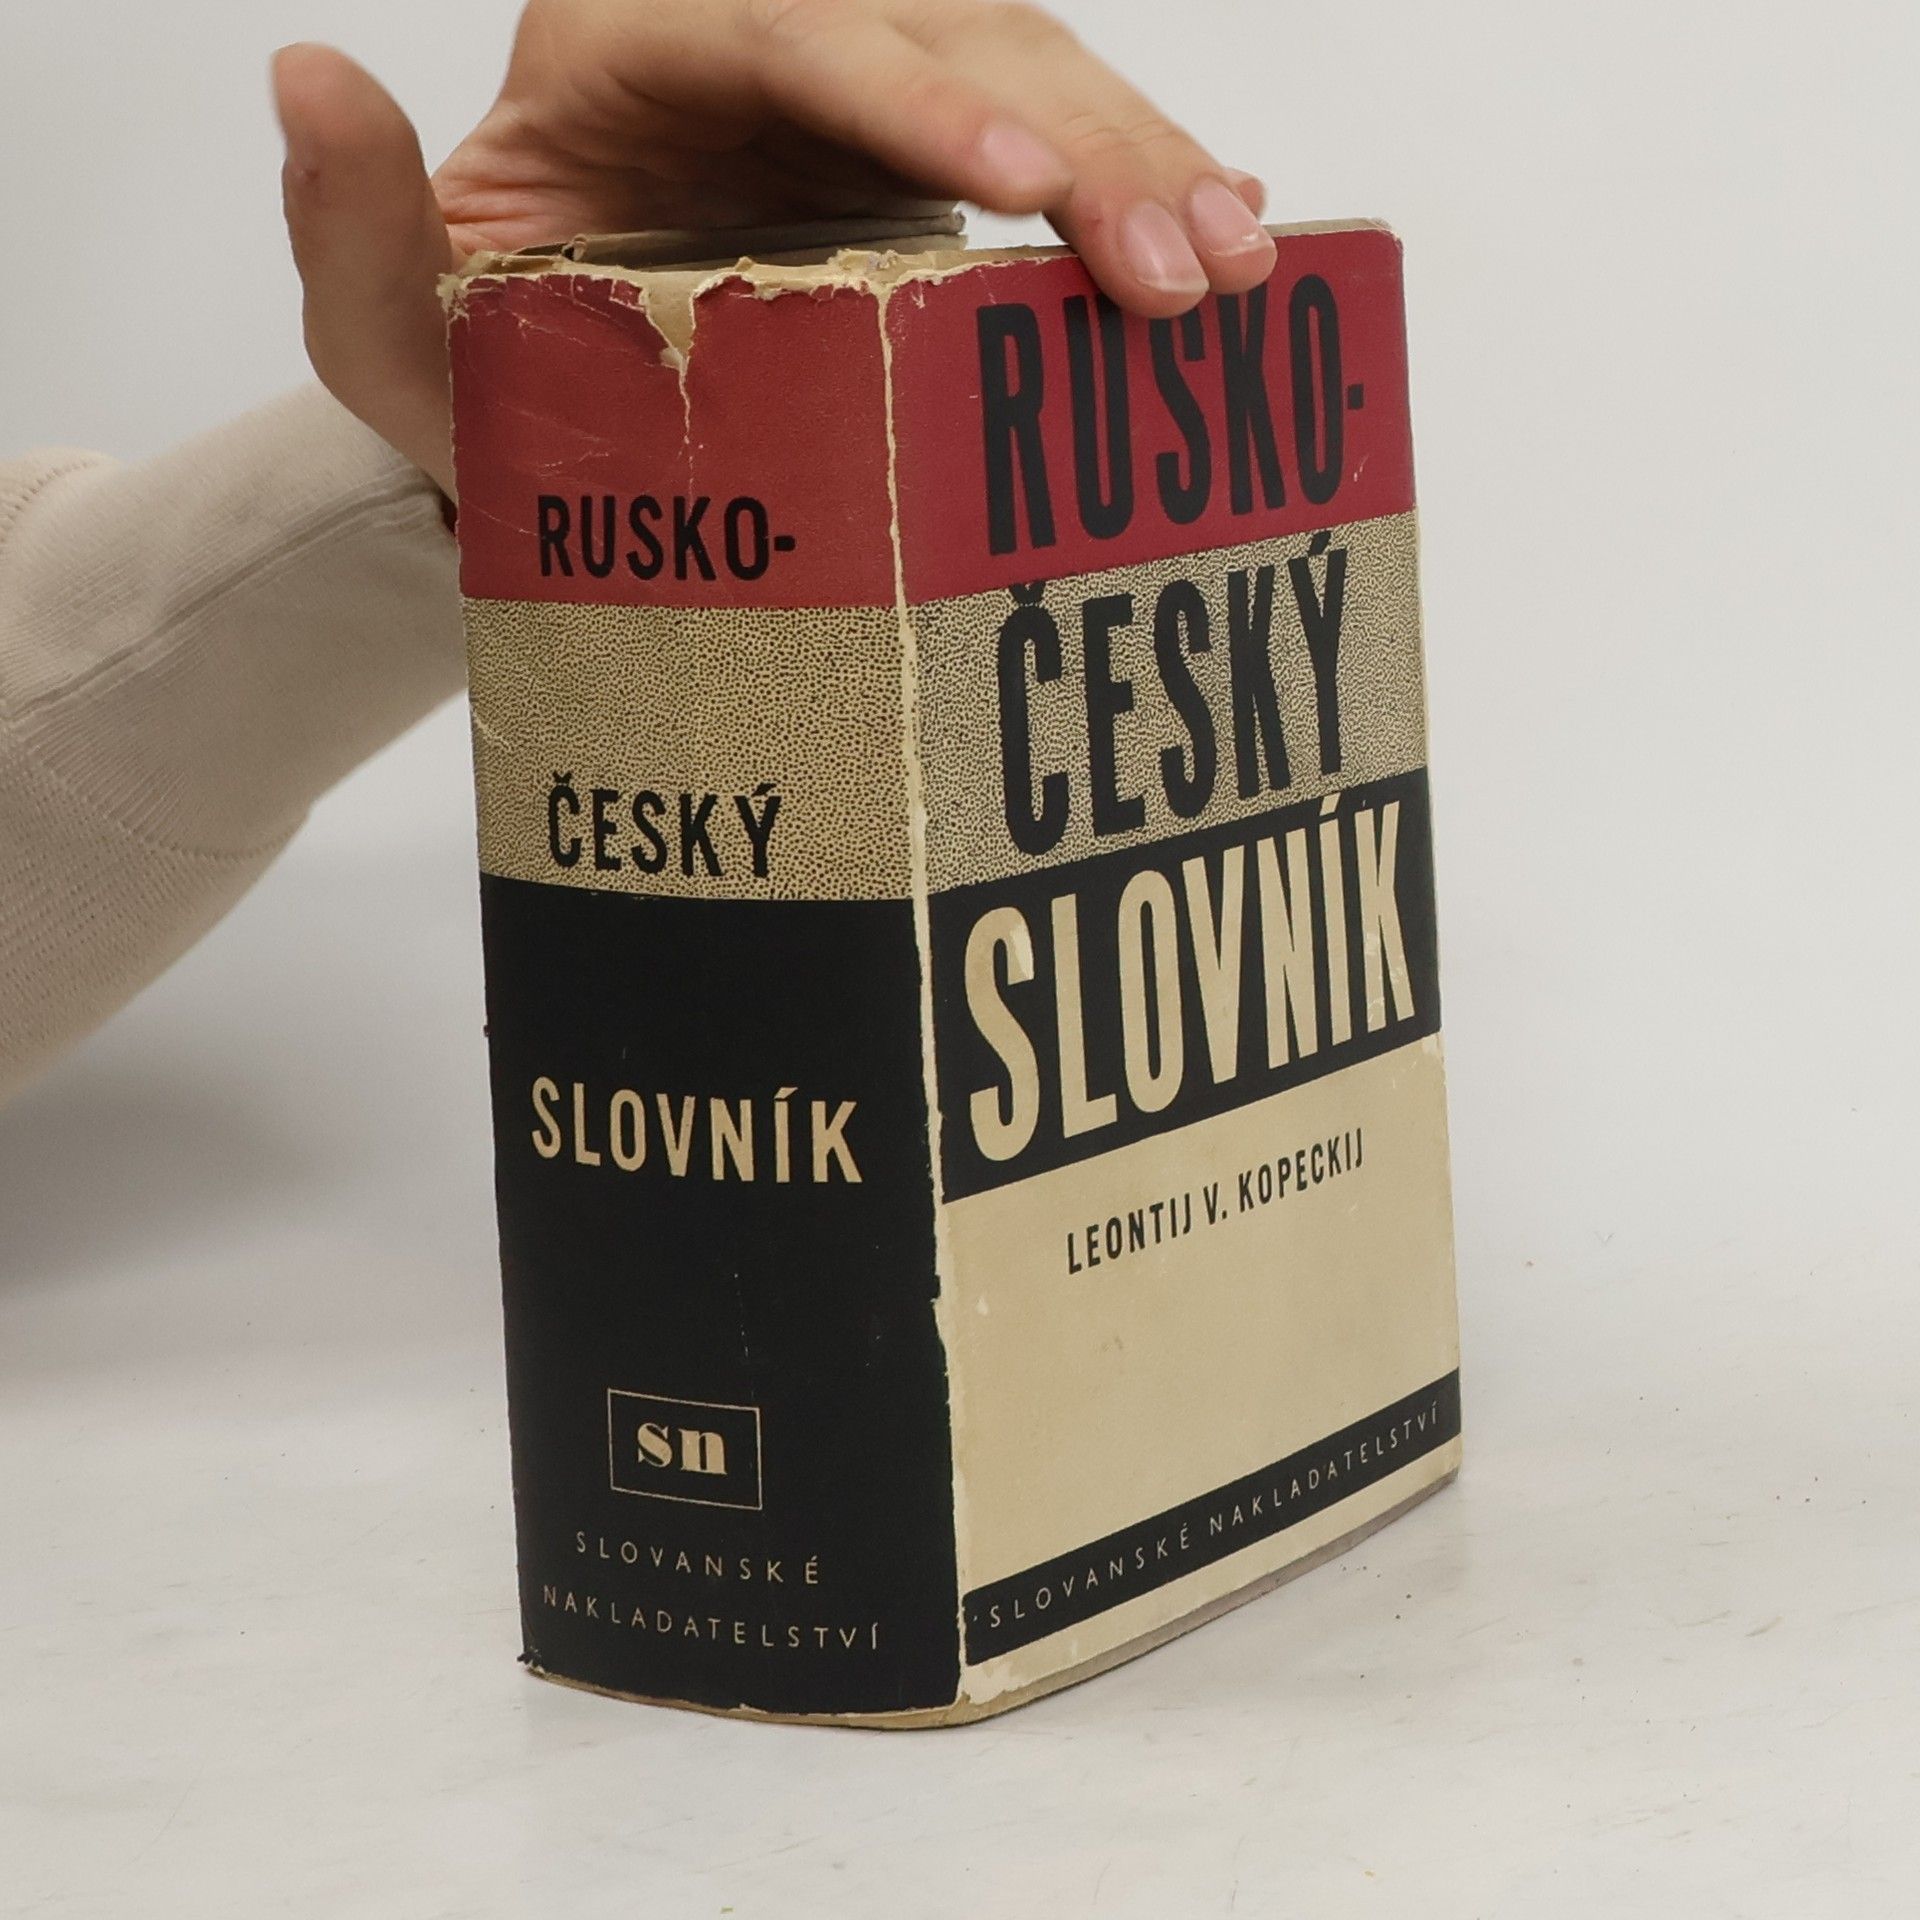 RUSKO-
ČESKÝ
SLOVNÍK
sn
SLOVANSKÉ
NAKLADATELSTVÍ
RUSKO-
ČESKÝ
SLOVNÍK
LEONTIJ V. KOPECKIJ
SLOVANSKÉ NAKLADATELSTVÍ